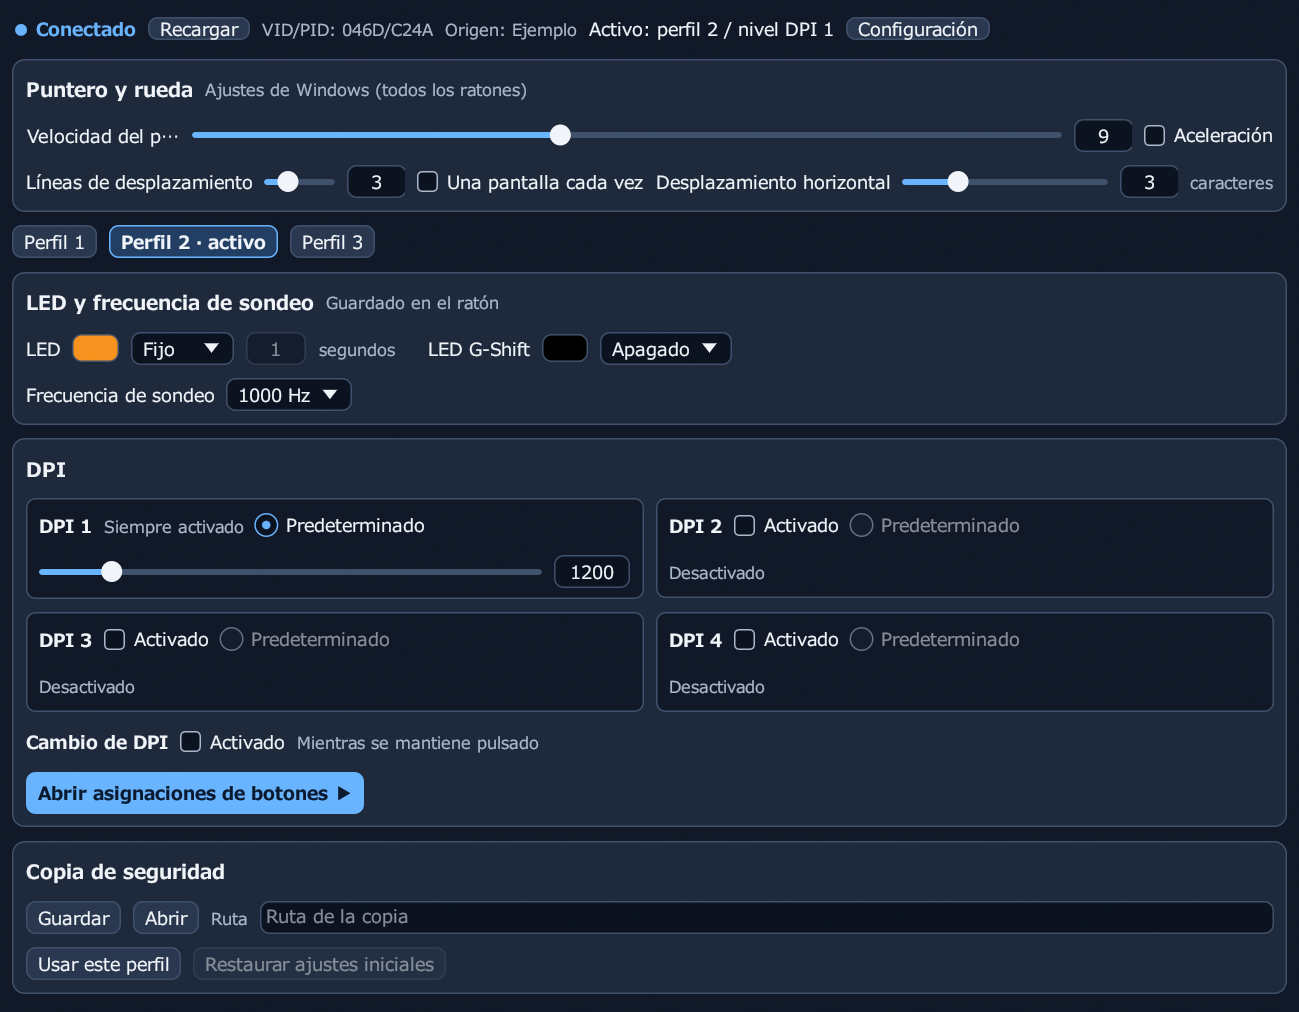 Conectado Recargar VID/PID: 046D/C24A Origen: Ejemplo Activo: perfil 2 / nivel DPI 1 Configuración
Puntero y rueda Ajustes de Windows (todos los ratones)
Velocidad del p··· 9 Aceleración
Líneas de desplazamiento 3 Una pantalla cada vez Desplazamiento horizontal 3 caracteres
Perfil 1 Perfil 2 · activo Perfil 3
LED y frecuencia de sondeo Guardado en el ratón
LED Fijo 1 segundos LED G-Shift Apagado
Frecuencia de sondeo 1000 Hz
DPI
DPI 1 Siempre activado Predeterminado
1200
DPI 2 Activado Predeterminado
Desactivado
DPI 3 Activado Predeterminado
Desactivado
DPI 4 Activado Predeterminado
Desactivado
Cambio de DPI Activado Mientras se mantiene pulsado
Abrir asignaciones de botones
Copia de seguridad
Guardar Abrir Ruta Ruta de la copia
Usar este perfil Restaurar ajustes iniciales